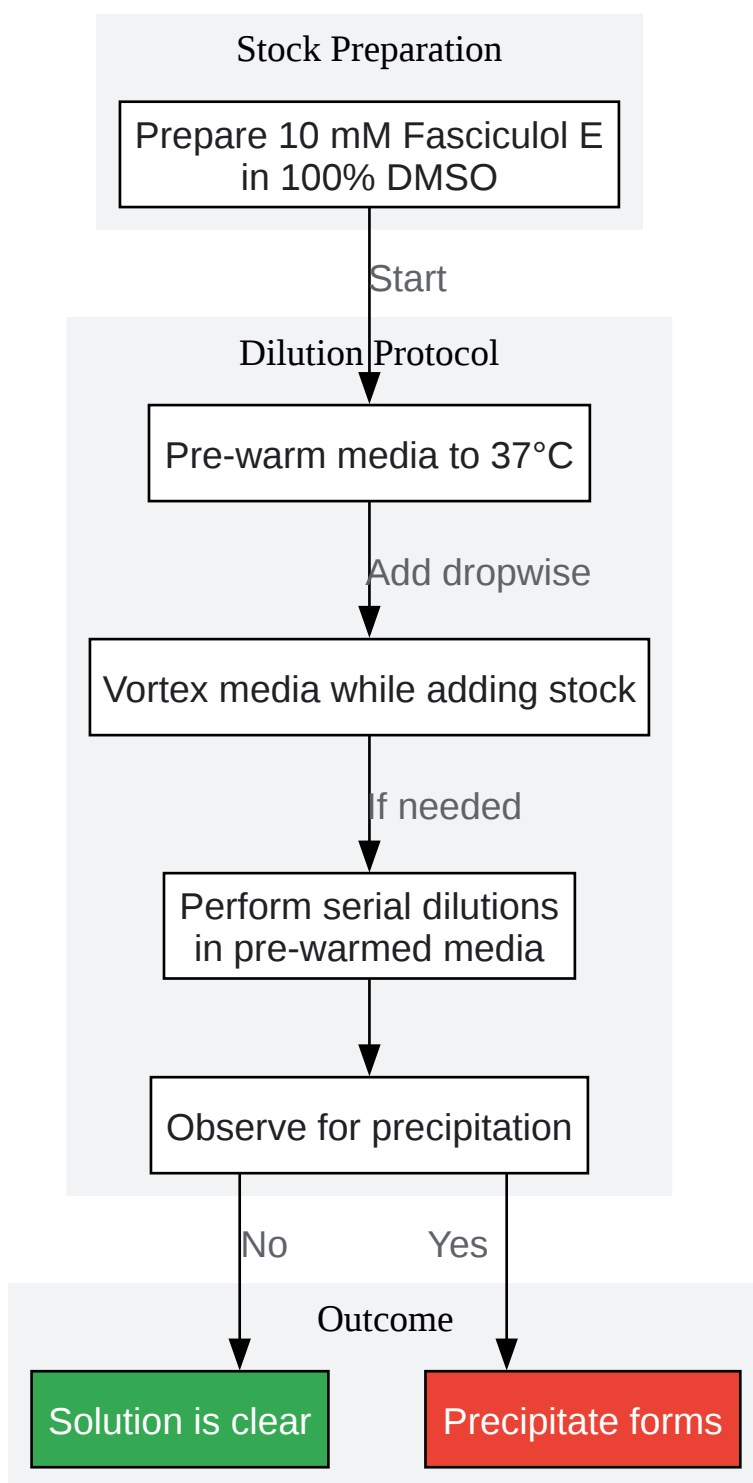 Stock Preparation
Prepare 10 mM Fasciculol E
in 100% DMSO
Start
Dilution Protocol
Pre-warm media to 37°C
Add dropwise
Vortex media while adding stock
If needed
Perform serial dilutions
in pre-warmed media
Observe for precipitation
No
Yes
Outcome
Solution is clear
Precipitate forms